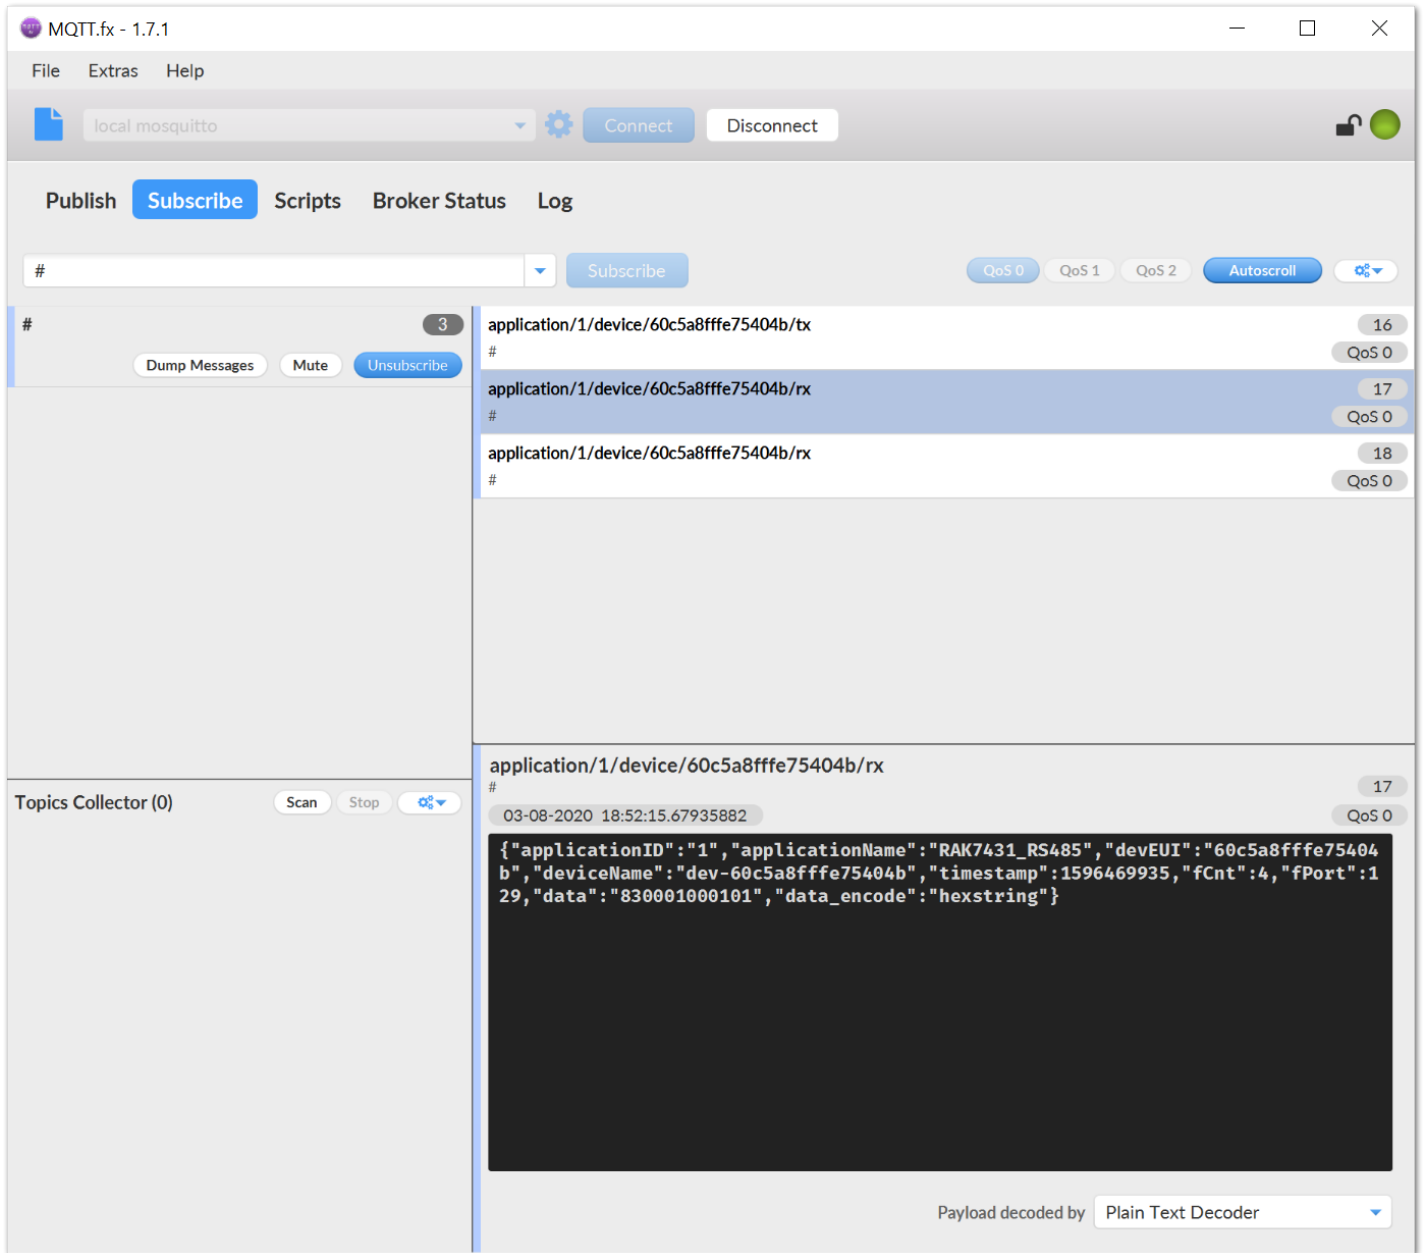 MQTT.fx - 1.7.1
File Extras Help
local mosquitto Connect Disconnect
Publish Subscribe Scripts Broker Status Log
# Subscribe QoS 0 QoS 1 QoS 2 Autoscroll
# 3
Dump Messages Mute Unsubscribe
application/1/device/60c5a8fffe75404b/tx 16
# QoS 0
application/1/device/60c5a8fffe75404b/rx 17
# QoS 0
application/1/device/60c5a8fffe75404b/rx 18
# QoS 0
Topics Collector (0) Scan Stop
application/1/device/60c5a8fffe75404b/rx
# 17
03-08-2020 18:52:15.67935882 QoS 0
{"applicationID":"1","applicationName":"RAK7431_RS485","devEUI":"60c5a8fffe75404
b","deviceName":"dev-60c5a8fffe75404b","timestamp":1596469935,"fCnt":4,"fPort":1
29,"data":"830001000101","data_encode":"hexstring"}
Payload decoded by Plain Text Decoder